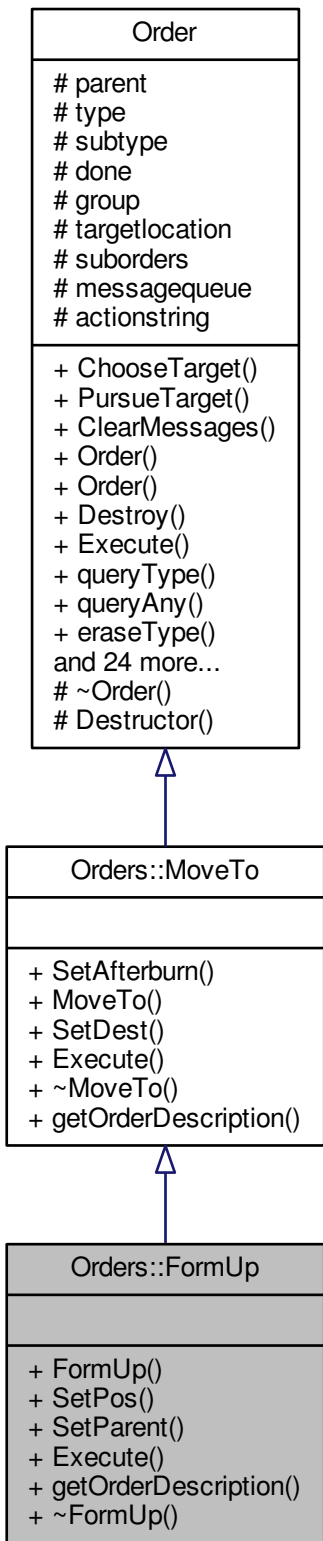 Order
# parent
# type
# subtype
# done
# group
# targetlocation
# suborders
# messagequeue
# actionstring
+ ChooseTarget()
+ PursueTarget()
+ ClearMessages()
+ Order()
+ Order()
+ Destroy()
+ Execute()
+ queryType()
+ queryAny()
+ eraseType()
and 24 more...
# ~Order()
# Destructor()
Orders::MoveTo
+ SetAfterburn()
+ MoveTo()
+ SetDest()
+ Execute()
+ ~MoveTo()
+ getOrderDescription()
Orders::FormUp
+ FormUp()
+ SetPos()
+ SetParent()
+ Execute()
+ getOrderDescription()
+ ~FormUp()